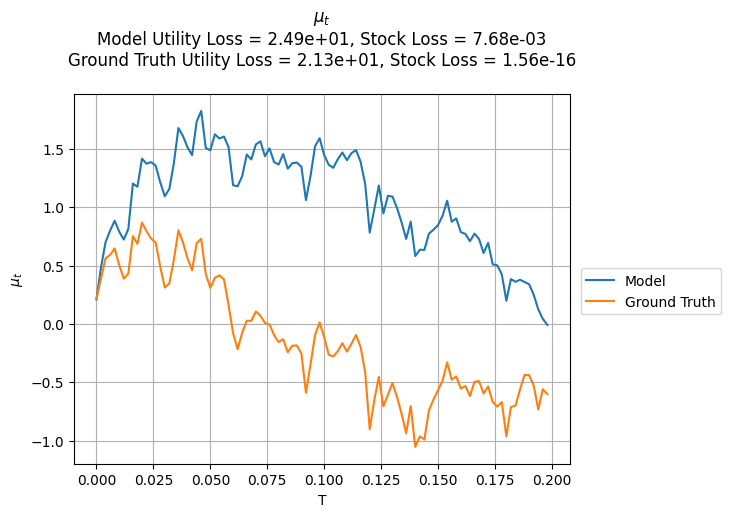 μt
Model Utility Loss = 2.49e+01, Stock Loss = 7.68e-03
Ground Truth Utility Loss = 2.13e+01, Stock Loss = 1.56e-16
1.5
1.0
0.5
0.0
−0.5
−1.0
μt
0.000 0.025 0.050 0.075 0.100 0.125 0.150 0.175 0.200
T
Model
Ground Truth